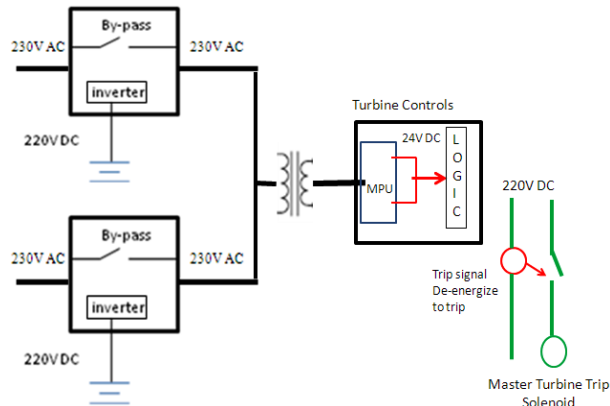 By-pass
230V AC
230V AC
inverter
220V DC
Turbine Controls
24V DC
LOGIC
MPU
220V DC
By-pass
230V AC
230V AC
Trip signal
De-energize
to trip
inverter
220V DC
Master Turbine Trip
Solenoid